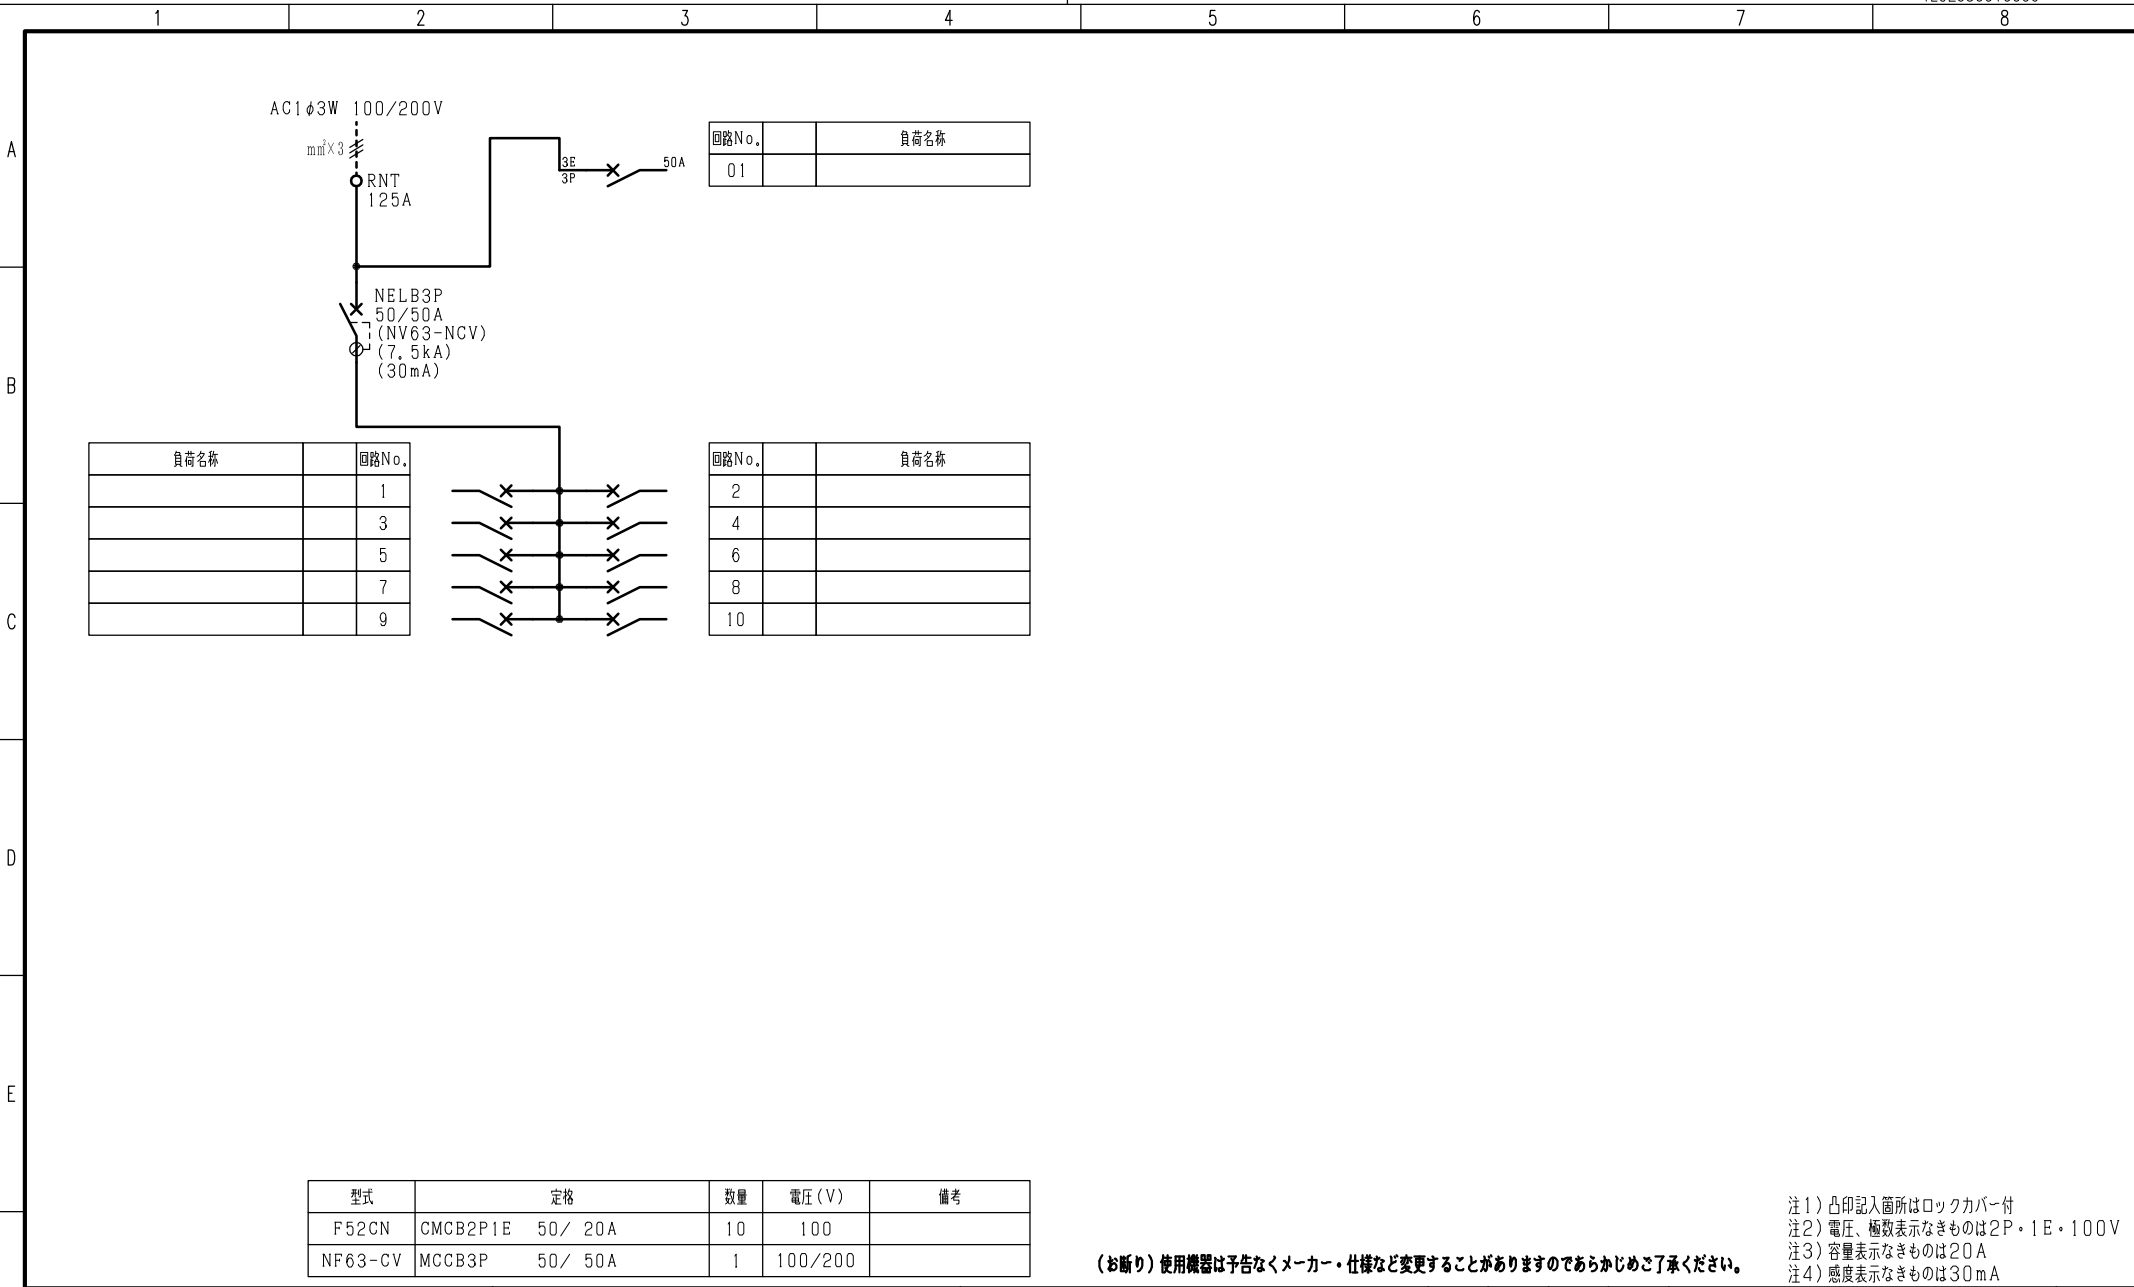 1 2 3 4 5 6 7 8
A
B
C
D
E
AC1φ3W 100/200V
mm²×3
RNT
125A
3E
3P
50A
回路No. 負荷名称
01
NELB3P
50/50A
(NV63-NCV)
(7.5kA)
(30mA)
負荷名称 回路No.
1
3
5
7
9
回路No. 負荷名称
2
4
6
8
10
型式 定格 数量 電圧(V) 備考
F52CN CMCB2P1E 50/ 20A 10 100
NF63-CV MCCB3P 50/ 50A 1 100/200
(お断り)使用機器は予告なくメーカー・仕様など変更することがありますのであらかじめご了承ください。
注1)凸印記入箇所はロックカバー付
注2)電圧、極数表示なきものは2P・1E・100V
注3)容量表示なきものは20A
注4)感度表示なきものは30mA